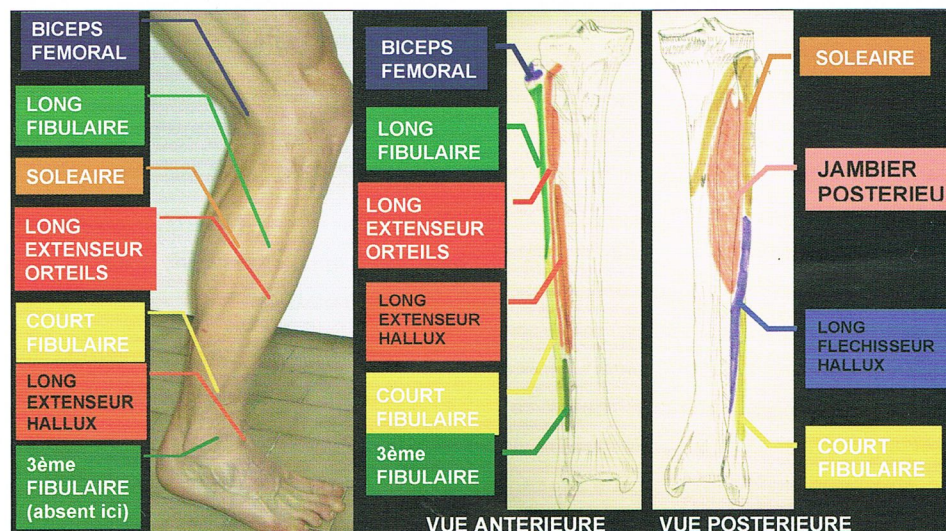 BICEPS
FEMORAL
LONG
FIBULAIRE
SOLEAIRE
LONG
EXTENSEUR
ORTEILS
COURT
FIBULAIRE
LONG
EXTENSEUR
HALLUX
3ème
FIBULAIRE
(absent ici)
BICEPS
FEMORAL
LONG
FIBULAIRE
LONG
EXTENSEUR
ORTEILS
LONG
EXTENSEUR
HALLUX
COURT
FIBULAIRE
3ème
FIBULAIRE
VUE ANTERIEURE
SOLEAIRE
JAMBIER
POSTERIEU
LONG
FLECHISSEUR
HALLUX
COURT
FIBULAIRE
VUE POSTERIEURE